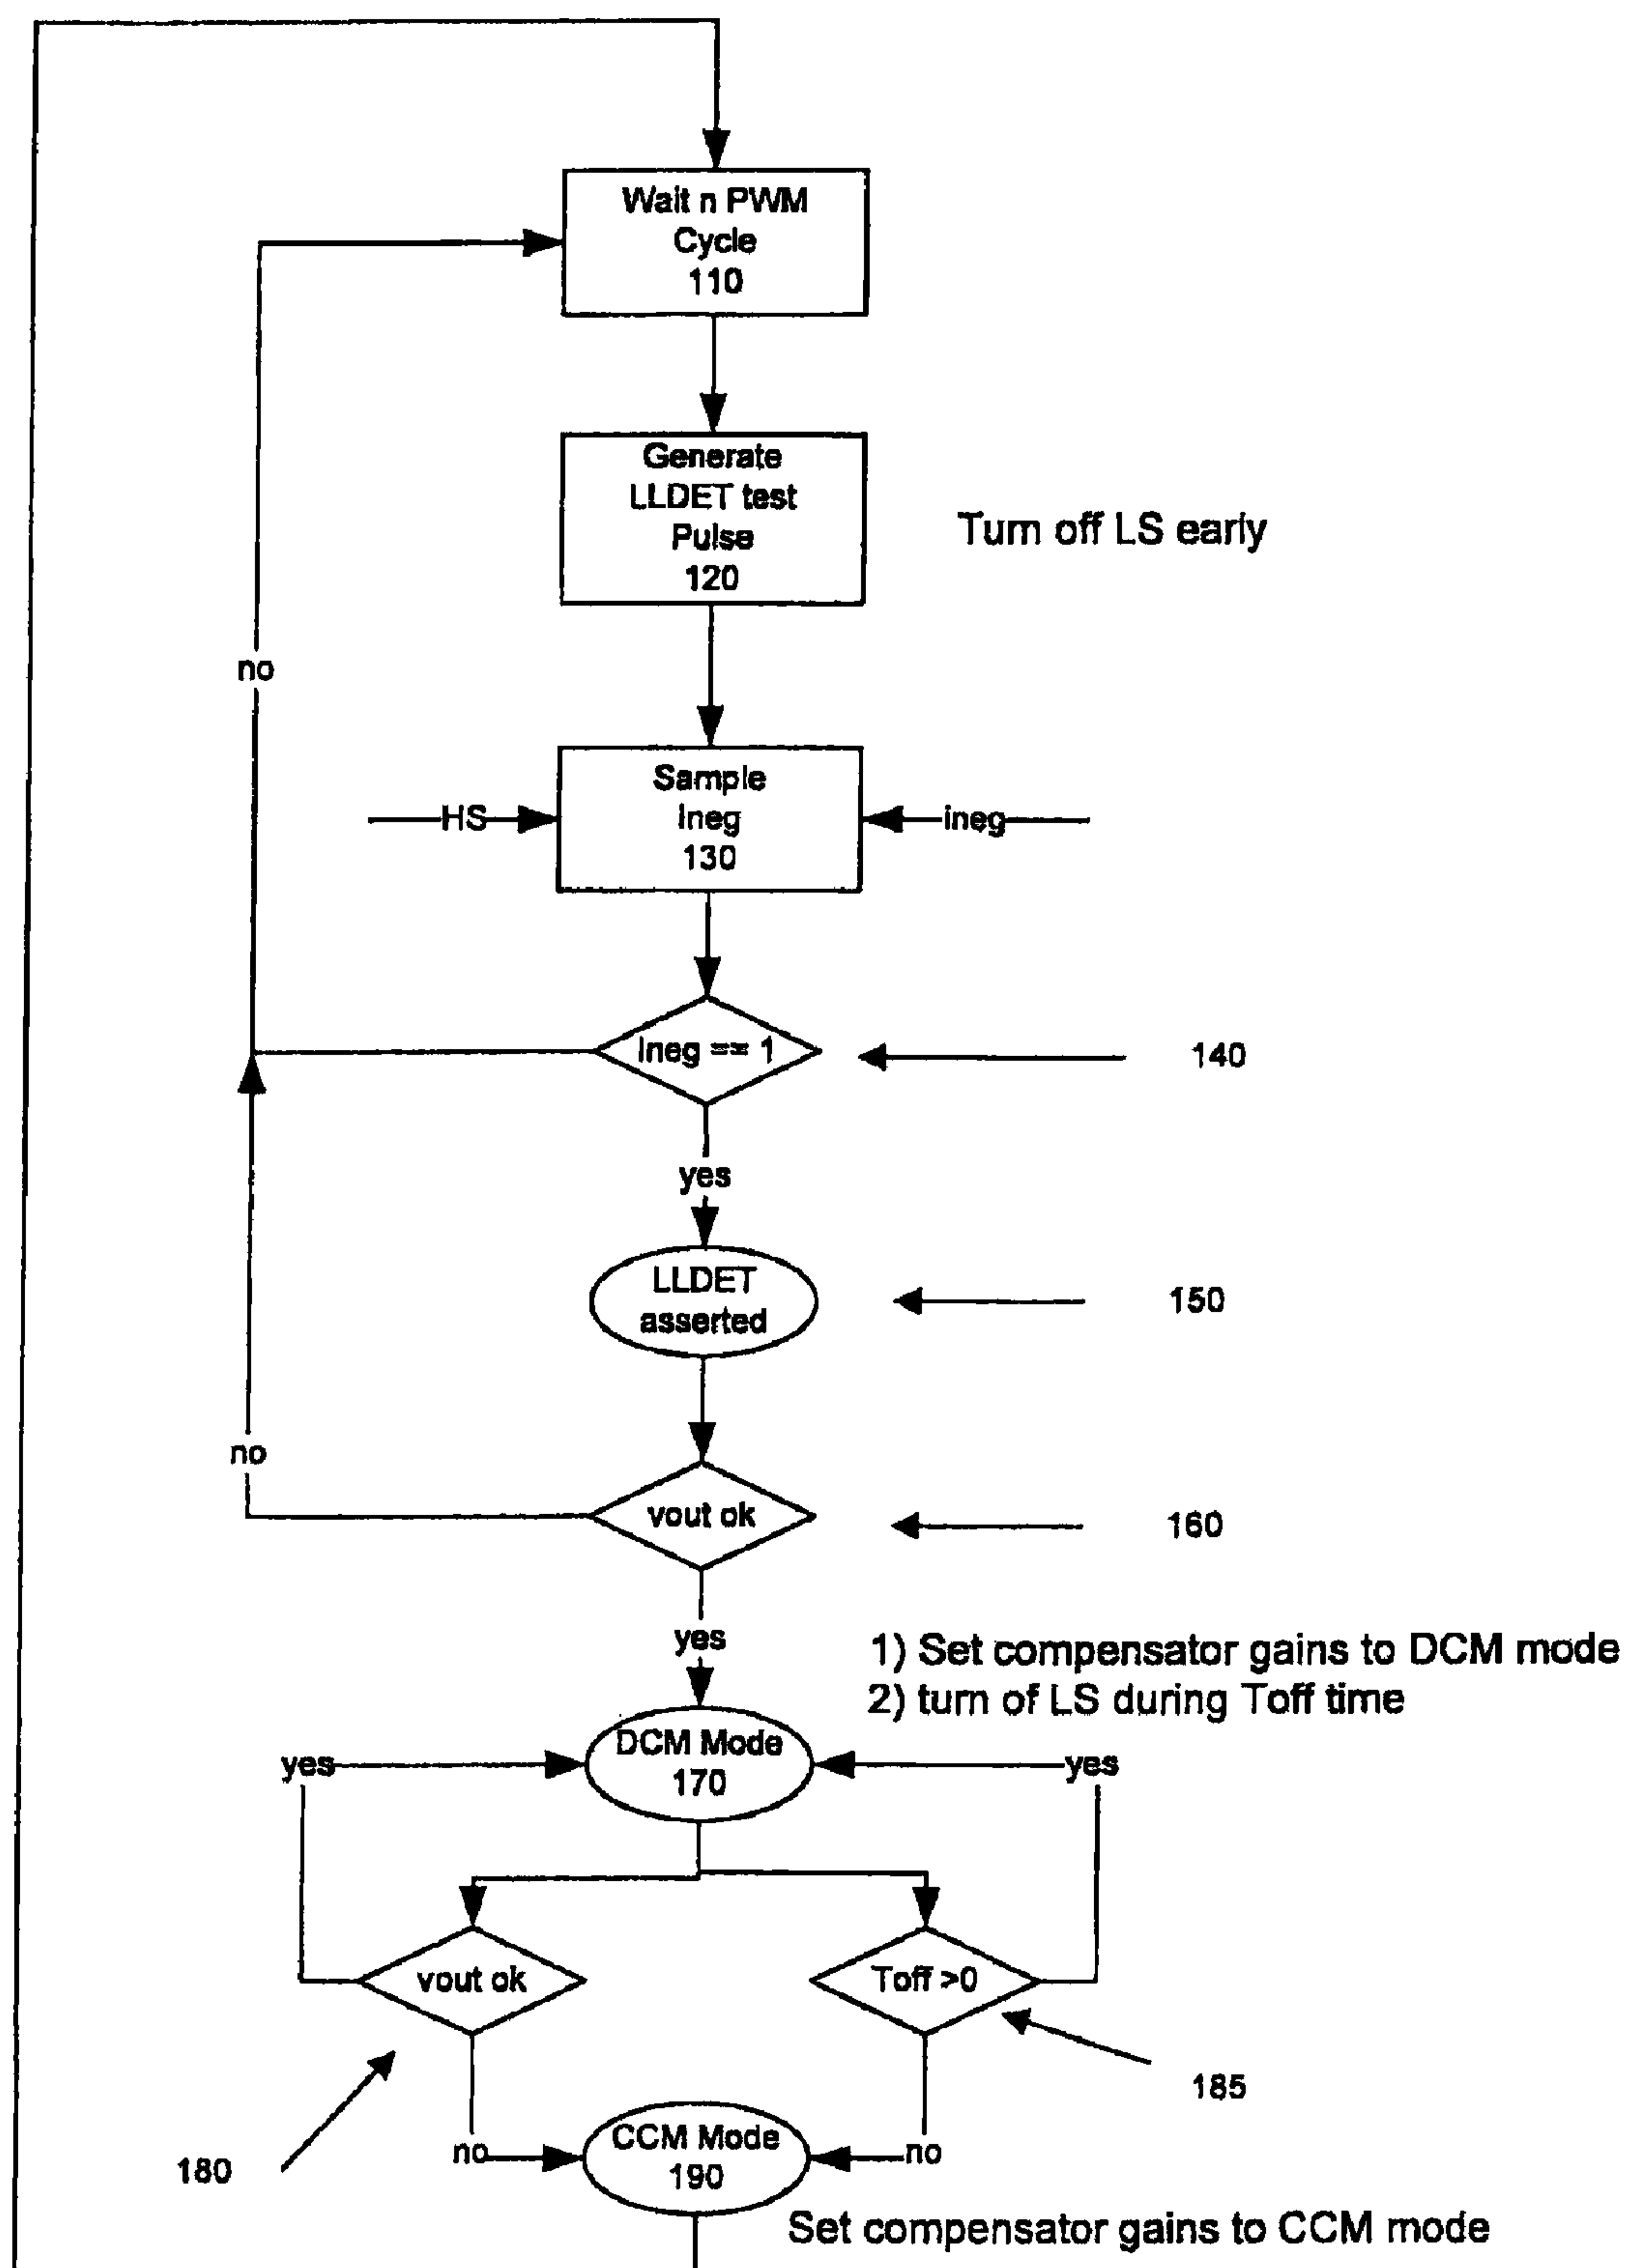 Wait n PWM
Cycle
110
Generate
LLDET test
Pulse
120
Turn off LS early
no
Sample
Ineg
130
HS
ineg
Ineg == 1
140
yes
LLDET
asserted
150
no
vout ok
160
yes
1) Set compensator gains to DCM mode
2) turn of LS during Toff time
DCM Mode
170
yes
yes
vout ok
Toff >0
185
180
no
CCM Mode
190
no
Set compensator gains to CCM mode